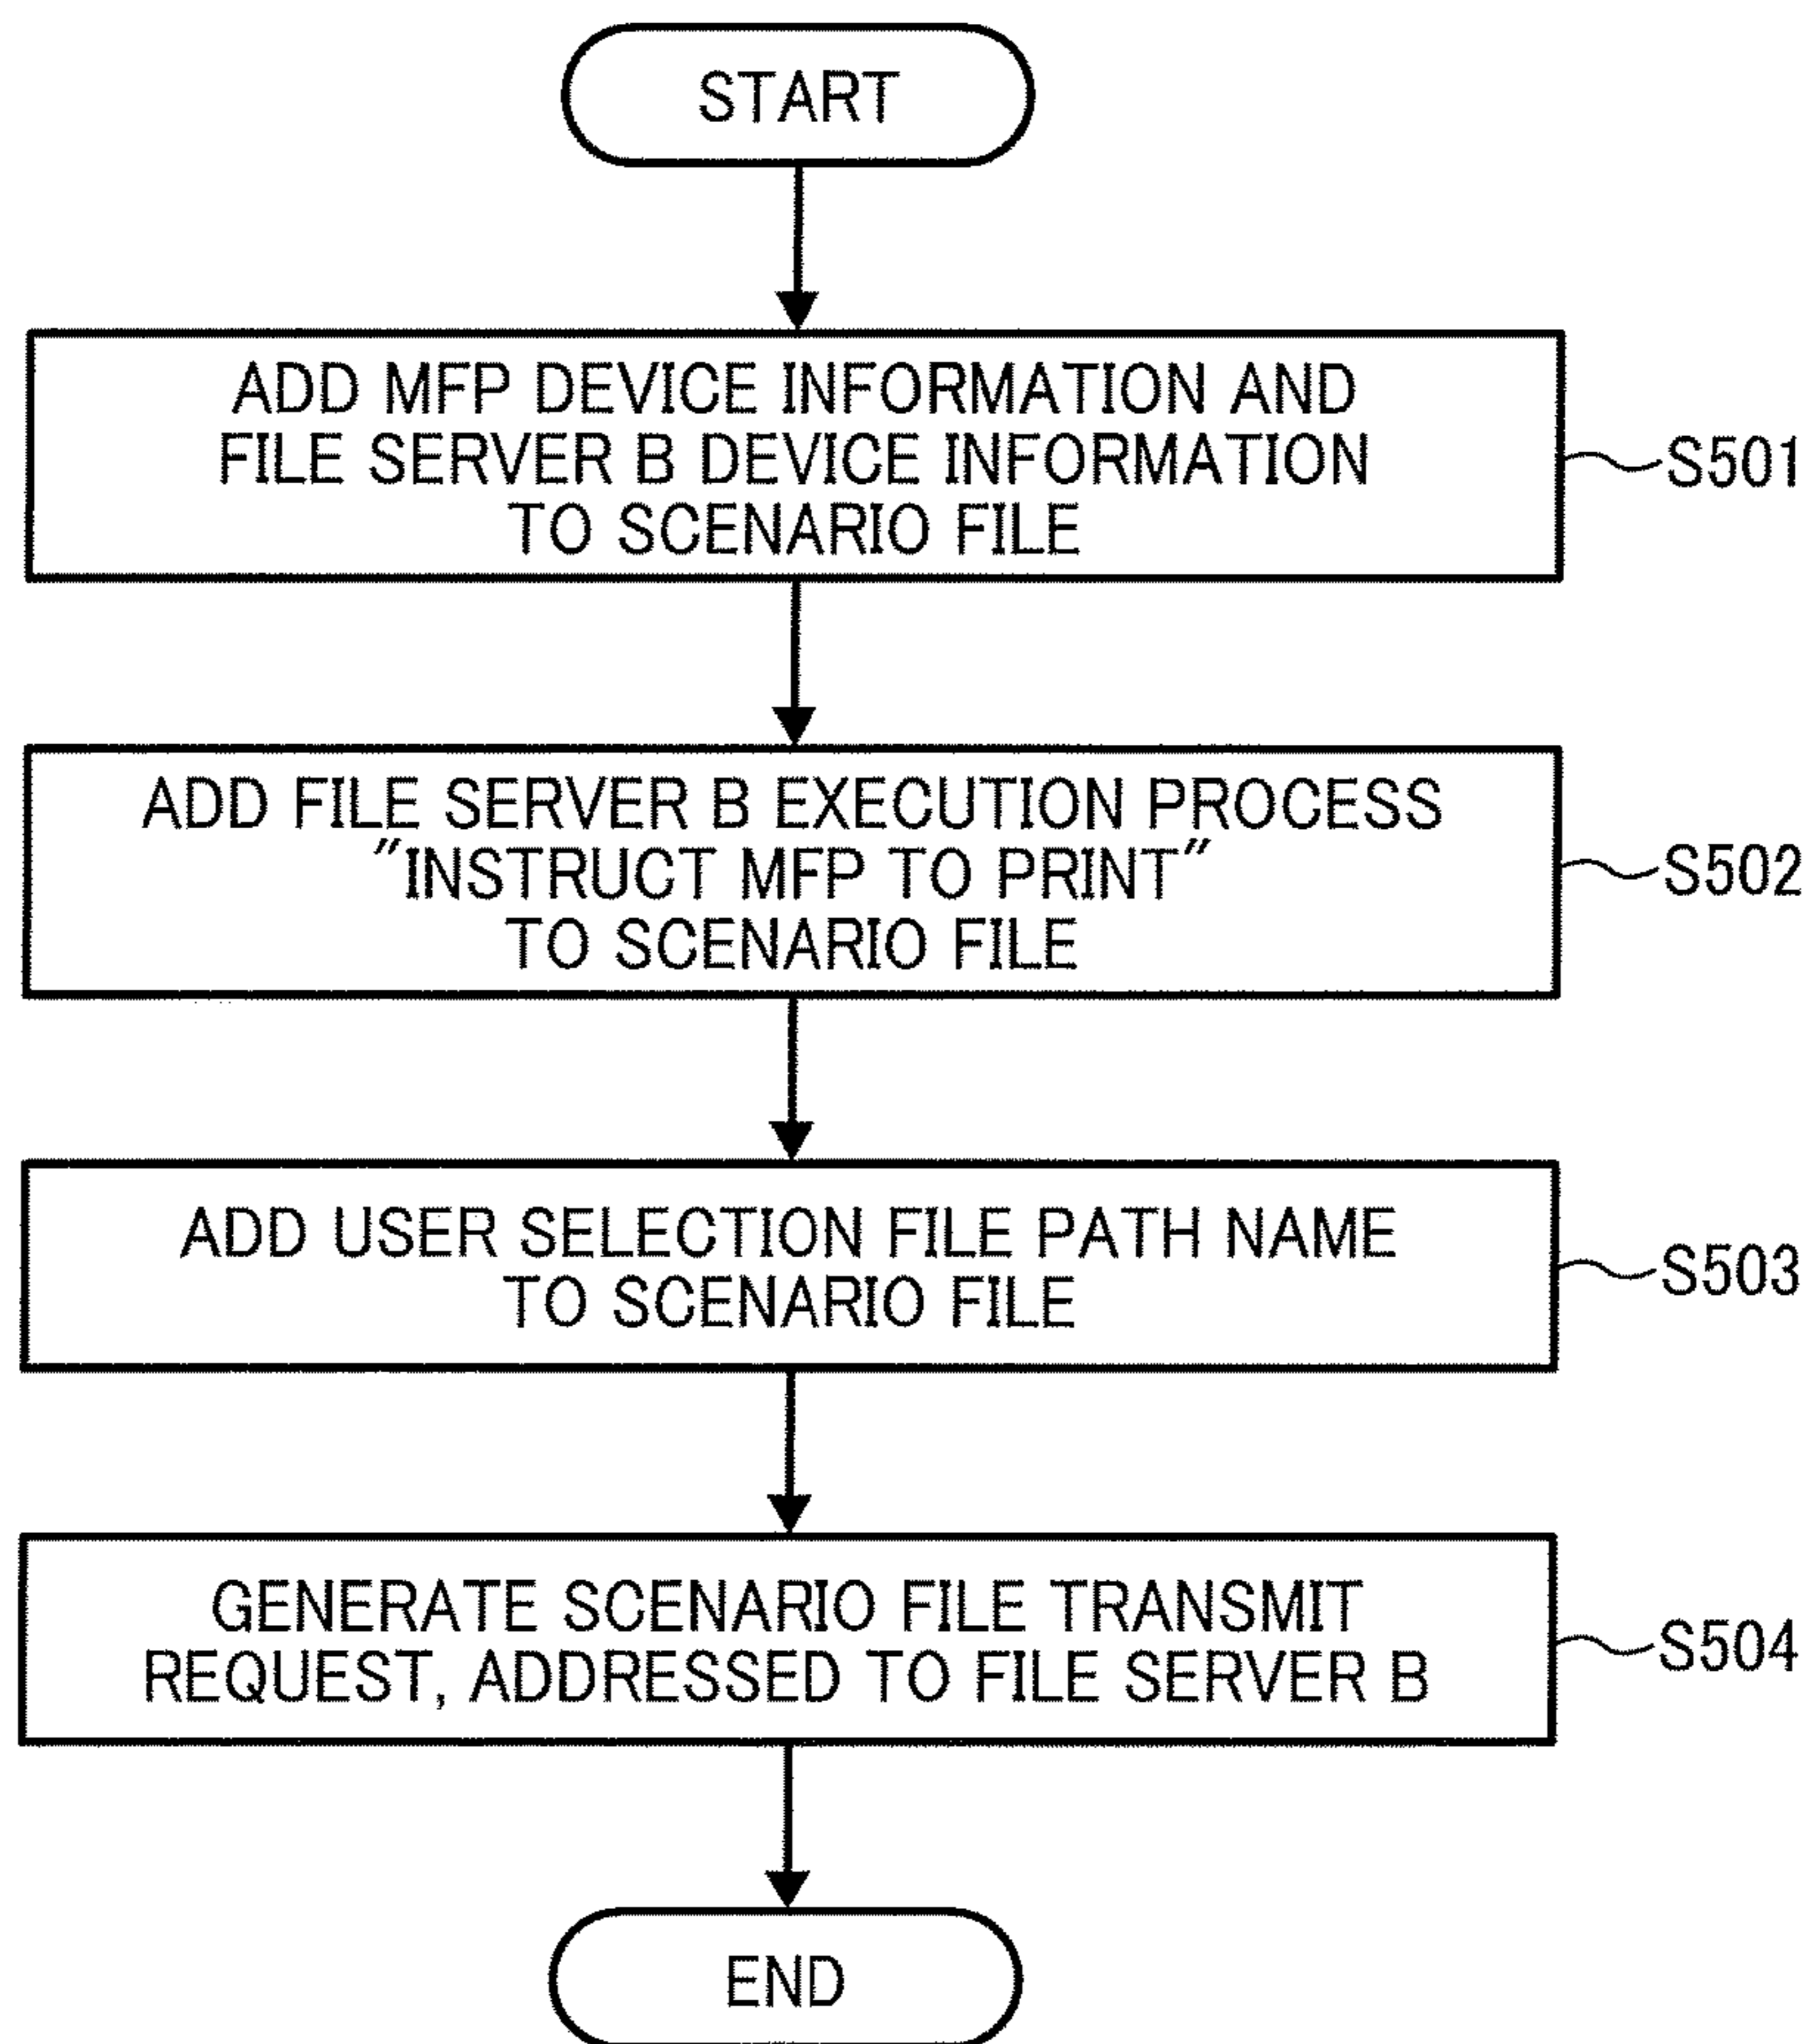 START
ADD MFP DEVICE INFORMATION AND
FILE SERVER B DEVICE INFORMATION
TO SCENARIO FILE
S501
ADD FILE SERVER B EXECUTION PROCESS
"INSTRUCT MFP TO PRINT"
TO SCENARIO FILE
S502
ADD USER SELECTION FILE PATH NAME
TO SCENARIO FILE
S503
GENERATE SCENARIO FILE TRANSMIT
REQUEST, ADDRESSED TO FILE SERVER B
S504
END